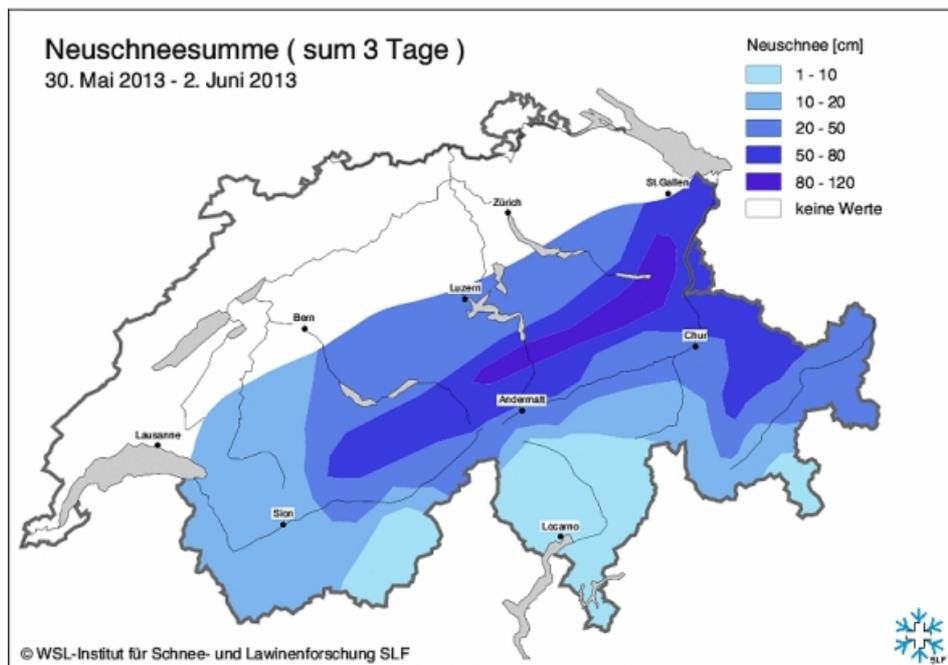 Neuschneesumme ( sum 3 Tage )
30. Mai 2013 - 2. Juni 2013
Neuschnee [cm]
1 - 10
10 - 20
20 - 50
50 - 80
80 - 120
keine Werte
St.Gallen
Zürich
Luzern
Bern
Chur
Andermatt
Lausanne
Sion
Locarno
© WSL-Institut für Schnee- und Lawinenforschung SLF
SLF